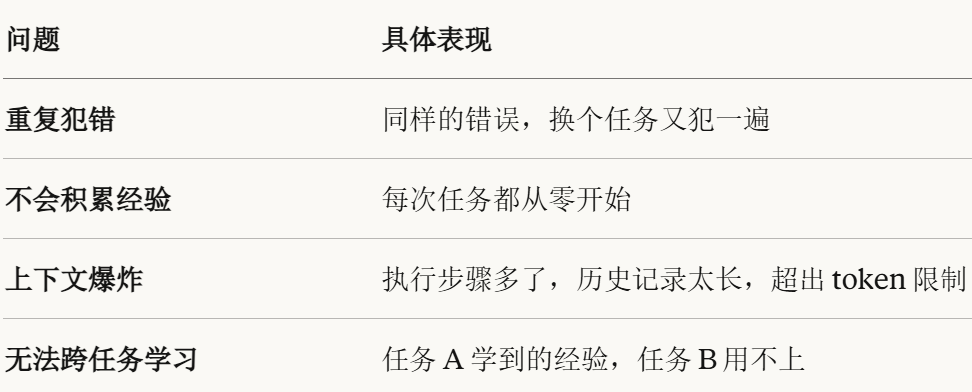 问题 具体表现
重复犯错 同样的错误，换个任务又犯一遍
不会积累经验 每次任务都从零开始
上下文爆炸 执行步骤多了，历史记录太长，超出 token 限制
无法跨任务学习 任务 A 学到的经验，任务 B 用不上